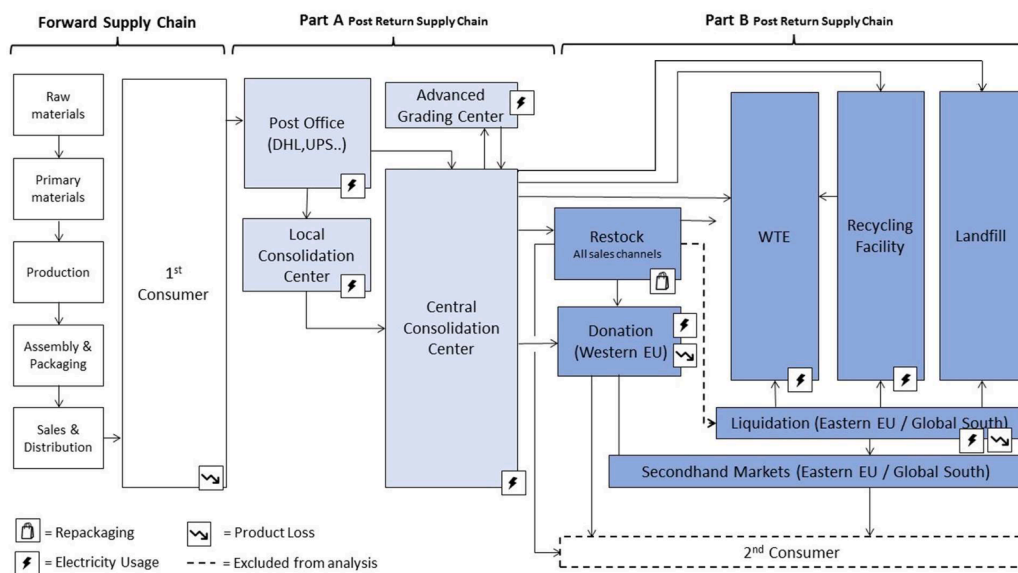 Forward Supply Chain
Part A Post Return Supply Chain
Part B Post Return Supply Chain
Raw
materials
Primary
materials
Production
Assembly &
Packaging
Sales &
Distribution
1st
Consumer
Post Office
(DHL,UPS..)
Local
Consolidation
Center
Advanced
Grading Center
Central
Consolidation
Center
Restock
All sales channels
Donation
(Western EU)
WTE
Recycling
Facility
Landfill
Liquidation (Eastern EU / Global South)
Secondhand Markets (Eastern EU / Global South)
2nd Consumer
= Repackaging
= Product Loss
= Electricity Usage
= Excluded from analysis